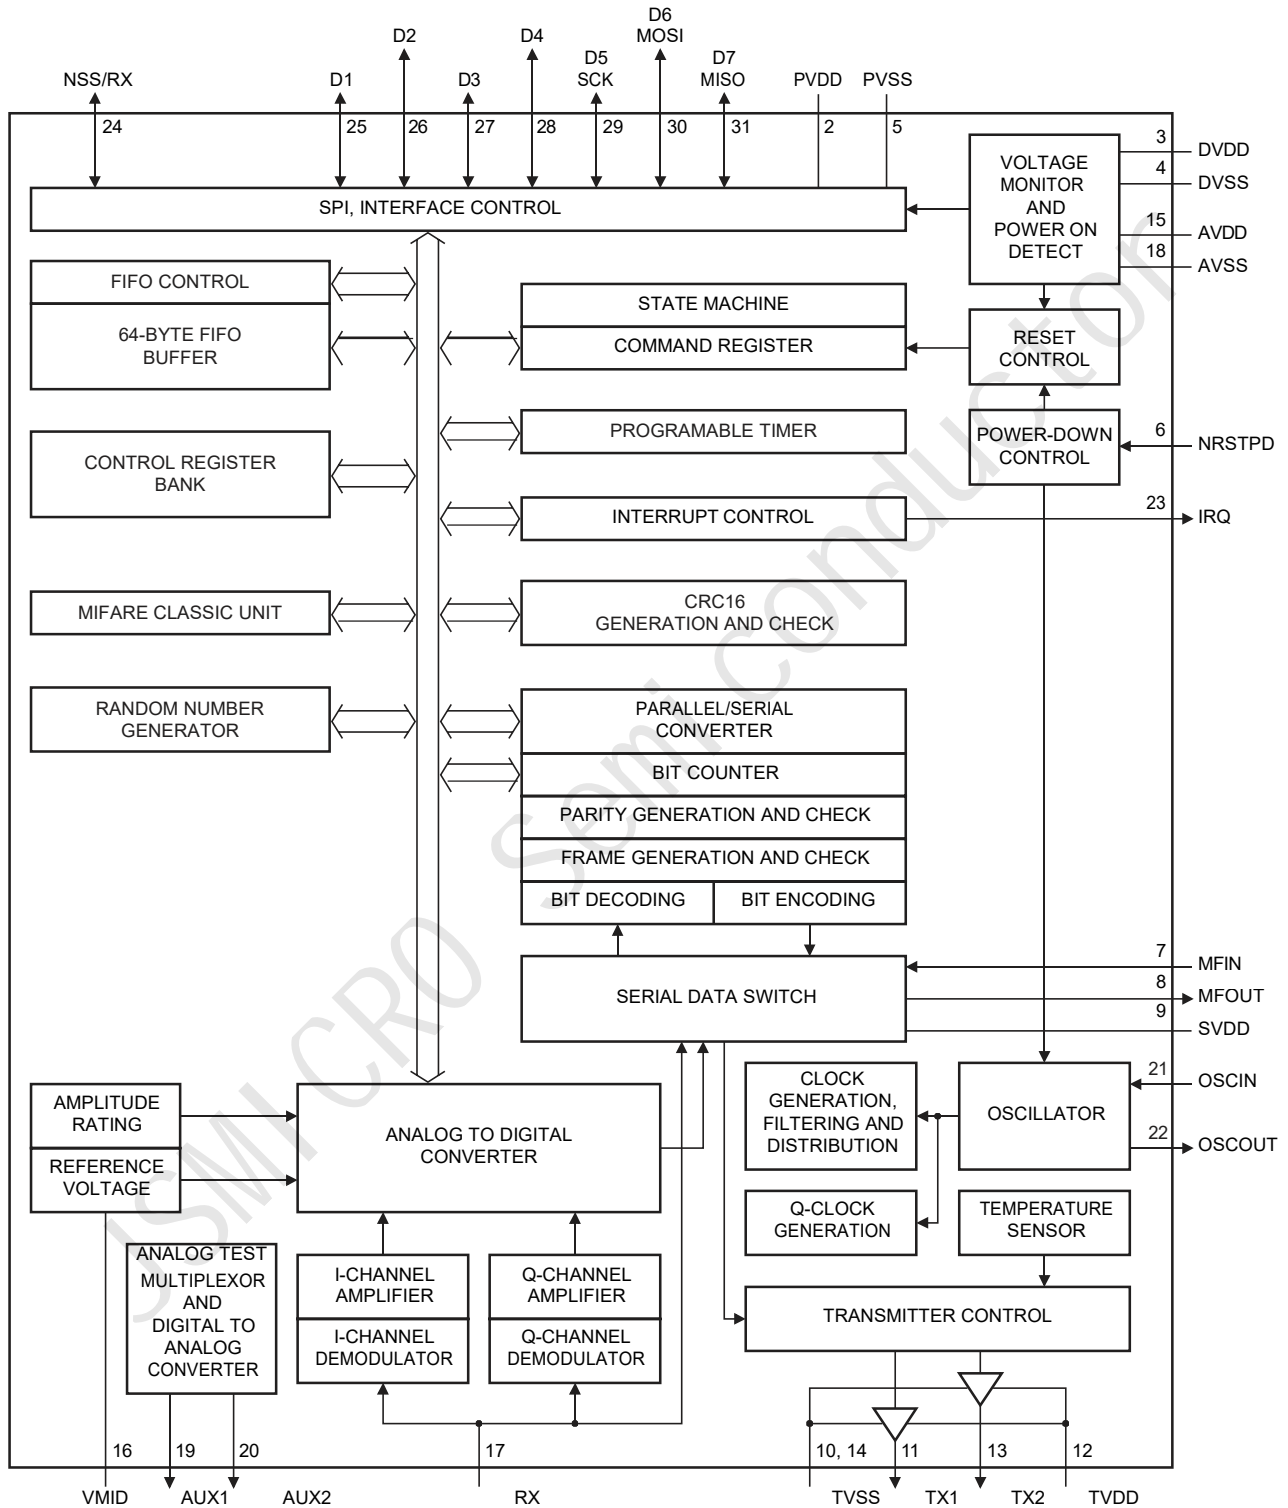 D6
MOSI
D2
D4
D5
SCK
D7
MISO
NSS/RX
D1
D3
PVDD
PVSS
24
25
26
27
28
29
30
31
2
5
3
DVDD
4
DVSS
15
AVDD
18
AVSS
VOLTAGE
MONITOR
AND
POWER ON
DETECT
SPI, INTERFACE CONTROL
FIFO CONTROL
64-BYTE FIFO
BUFFER
STATE MACHINE
COMMAND REGISTER
RESET
CONTROL
PROGRAMABLE TIMER
POWER-DOWN
CONTROL
6
NRSTPD
CONTROL REGISTER
BANK
INTERRUPT CONTROL
23
IRQ
MIFARE CLASSIC UNIT
CRC16
GENERATION AND CHECK
RANDOM NUMBER
GENERATOR
PARALLEL/SERIAL
CONVERTER
BIT COUNTER
PARITY GENERATION AND CHECK
FRAME GENERATION AND CHECK
BIT DECODING
BIT ENCODING
SERIAL DATA SWITCH
7
MFIN
8
MFOUT
9
SVDD
AMPLITUDE
RATING
REFERENCE
VOLTAGE
ANALOG TO DIGITAL
CONVERTER
CLOCK
GENERATION,
FILTERING AND
DISTRIBUTION
OSCILLATOR
21
OSCIN
22
OSCOUT
Q-CLOCK
GENERATION
TEMPERATURE
SENSOR
ANALOG TEST
MULTIPLEXOR
AND
DIGITAL TO
ANALOG
CONVERTER
I-CHANNEL
AMPLIFIER
I-CHANNEL
DEMODULATOR
Q-CHANNEL
AMPLIFIER
Q-CHANNEL
DEMODULATOR
TRANSMITTER CONTROL
16
19
20
17
10, 14
11
13
12
VMID
AUX1
AUX2
RX
TVSS
TX1
TX2
TVDD
JSMICRO Semiconductor